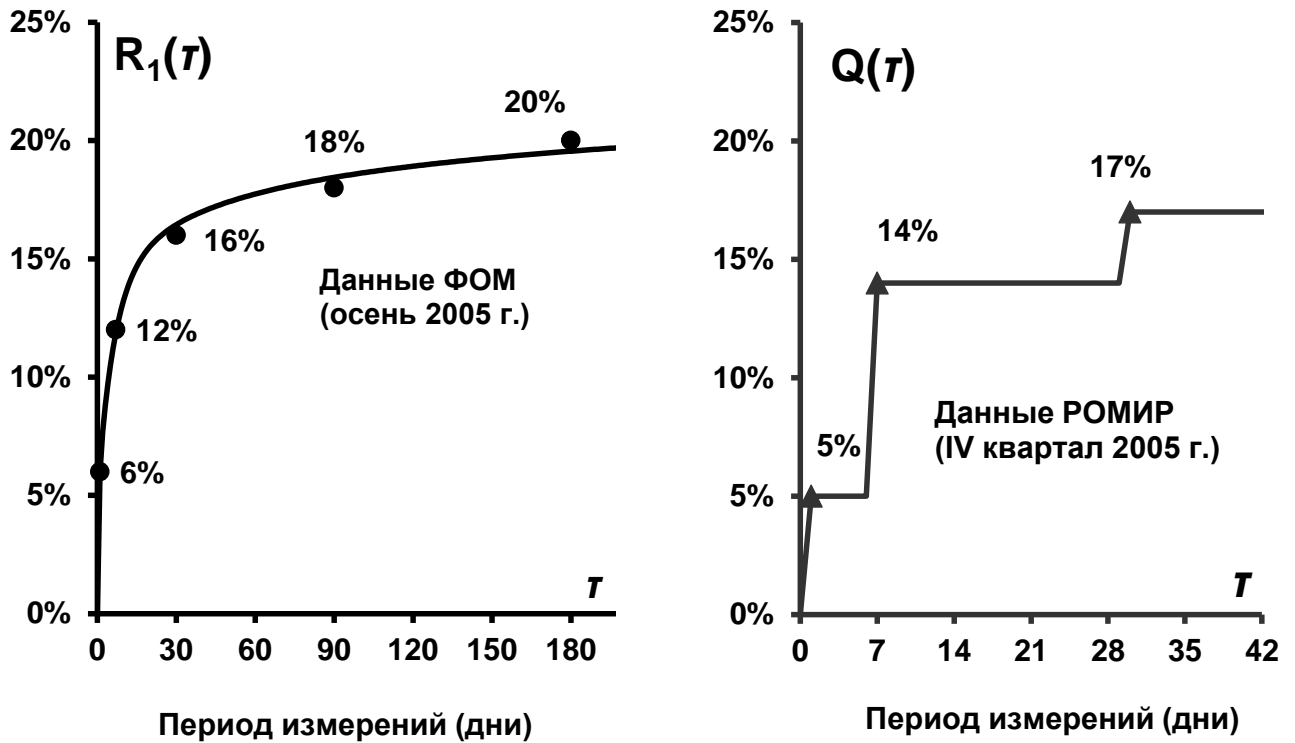 25%
R₁(τ)
20%
20%
18%
16%
15%
Данные ФОМ
(осень 2005 г.)
12%
10%
6%
5%
τ
0%
0 30 60 90 120 150 180
Период измерений (дни)
25%
Q(τ)
20%
17%
14%
15%
10%
Данные РОМИР
(IV квартал 2005 г.)
5%
5%
τ
0%
0 7 14 21 28 35 42
Период измерений (дни)